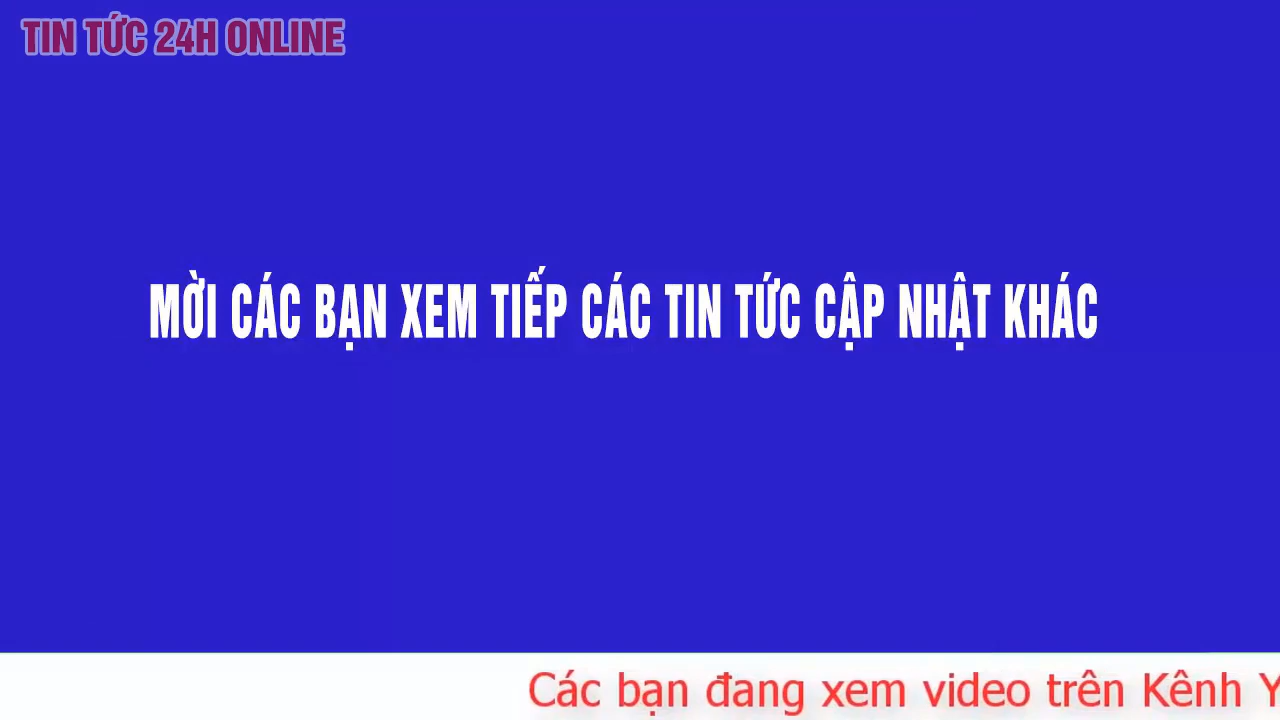 TIN TỨC 24H ONLINE
MỜI CÁC BẠN XEM TIẾP CÁC TIN TỨC CẬP NHẬT KHÁC
Các bạn đang xem video trên Kênh Y